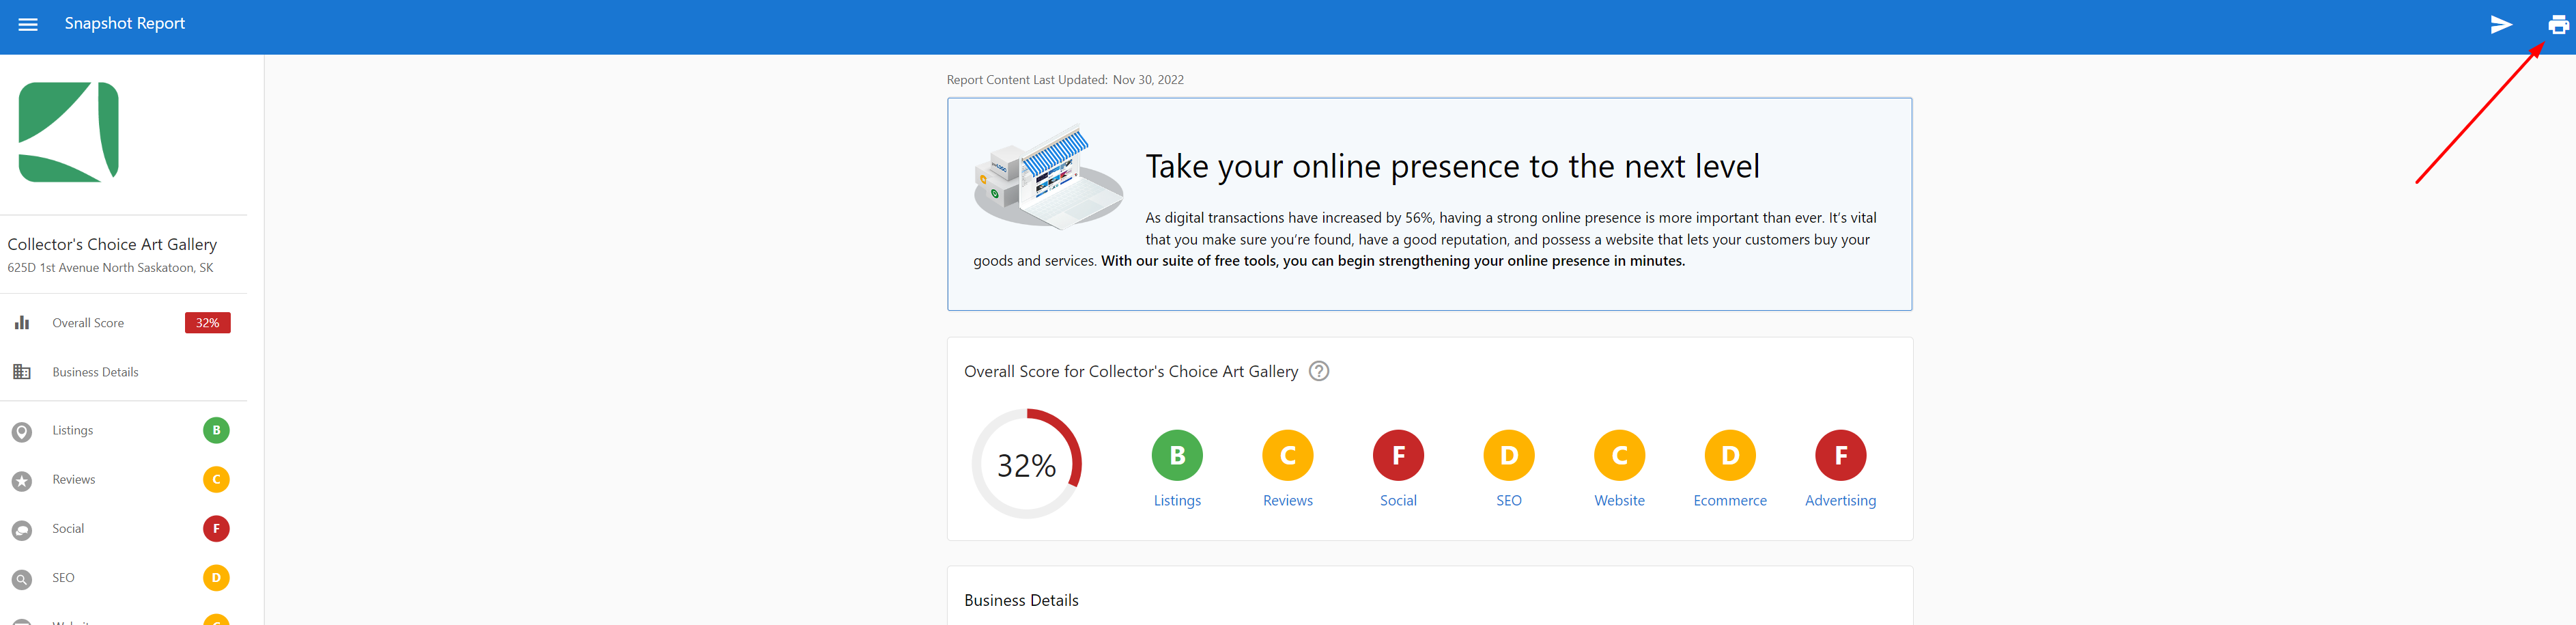 Snapshot Report
Collector's Choice Art Gallery
625D 1st Avenue North Saskatoon, SK
Overall Score 32%
Business Details
Listings B
Reviews C
Social F
SEO D
Report Content Last Updated: Nov 30, 2022
Take your online presence to the next level
As digital transactions have increased by 56%, having a strong online presence is more important than ever. It's vital
that you make sure you're found, have a good reputation, and possess a website that lets your customers buy your
goods and services. With our suite of free tools, you can begin strengthening your online presence in minutes.
Overall Score for Collector's Choice Art Gallery ?
32%
B C F D C D F
Listings Reviews Social SEO Website Ecommerce Advertising
Business Details